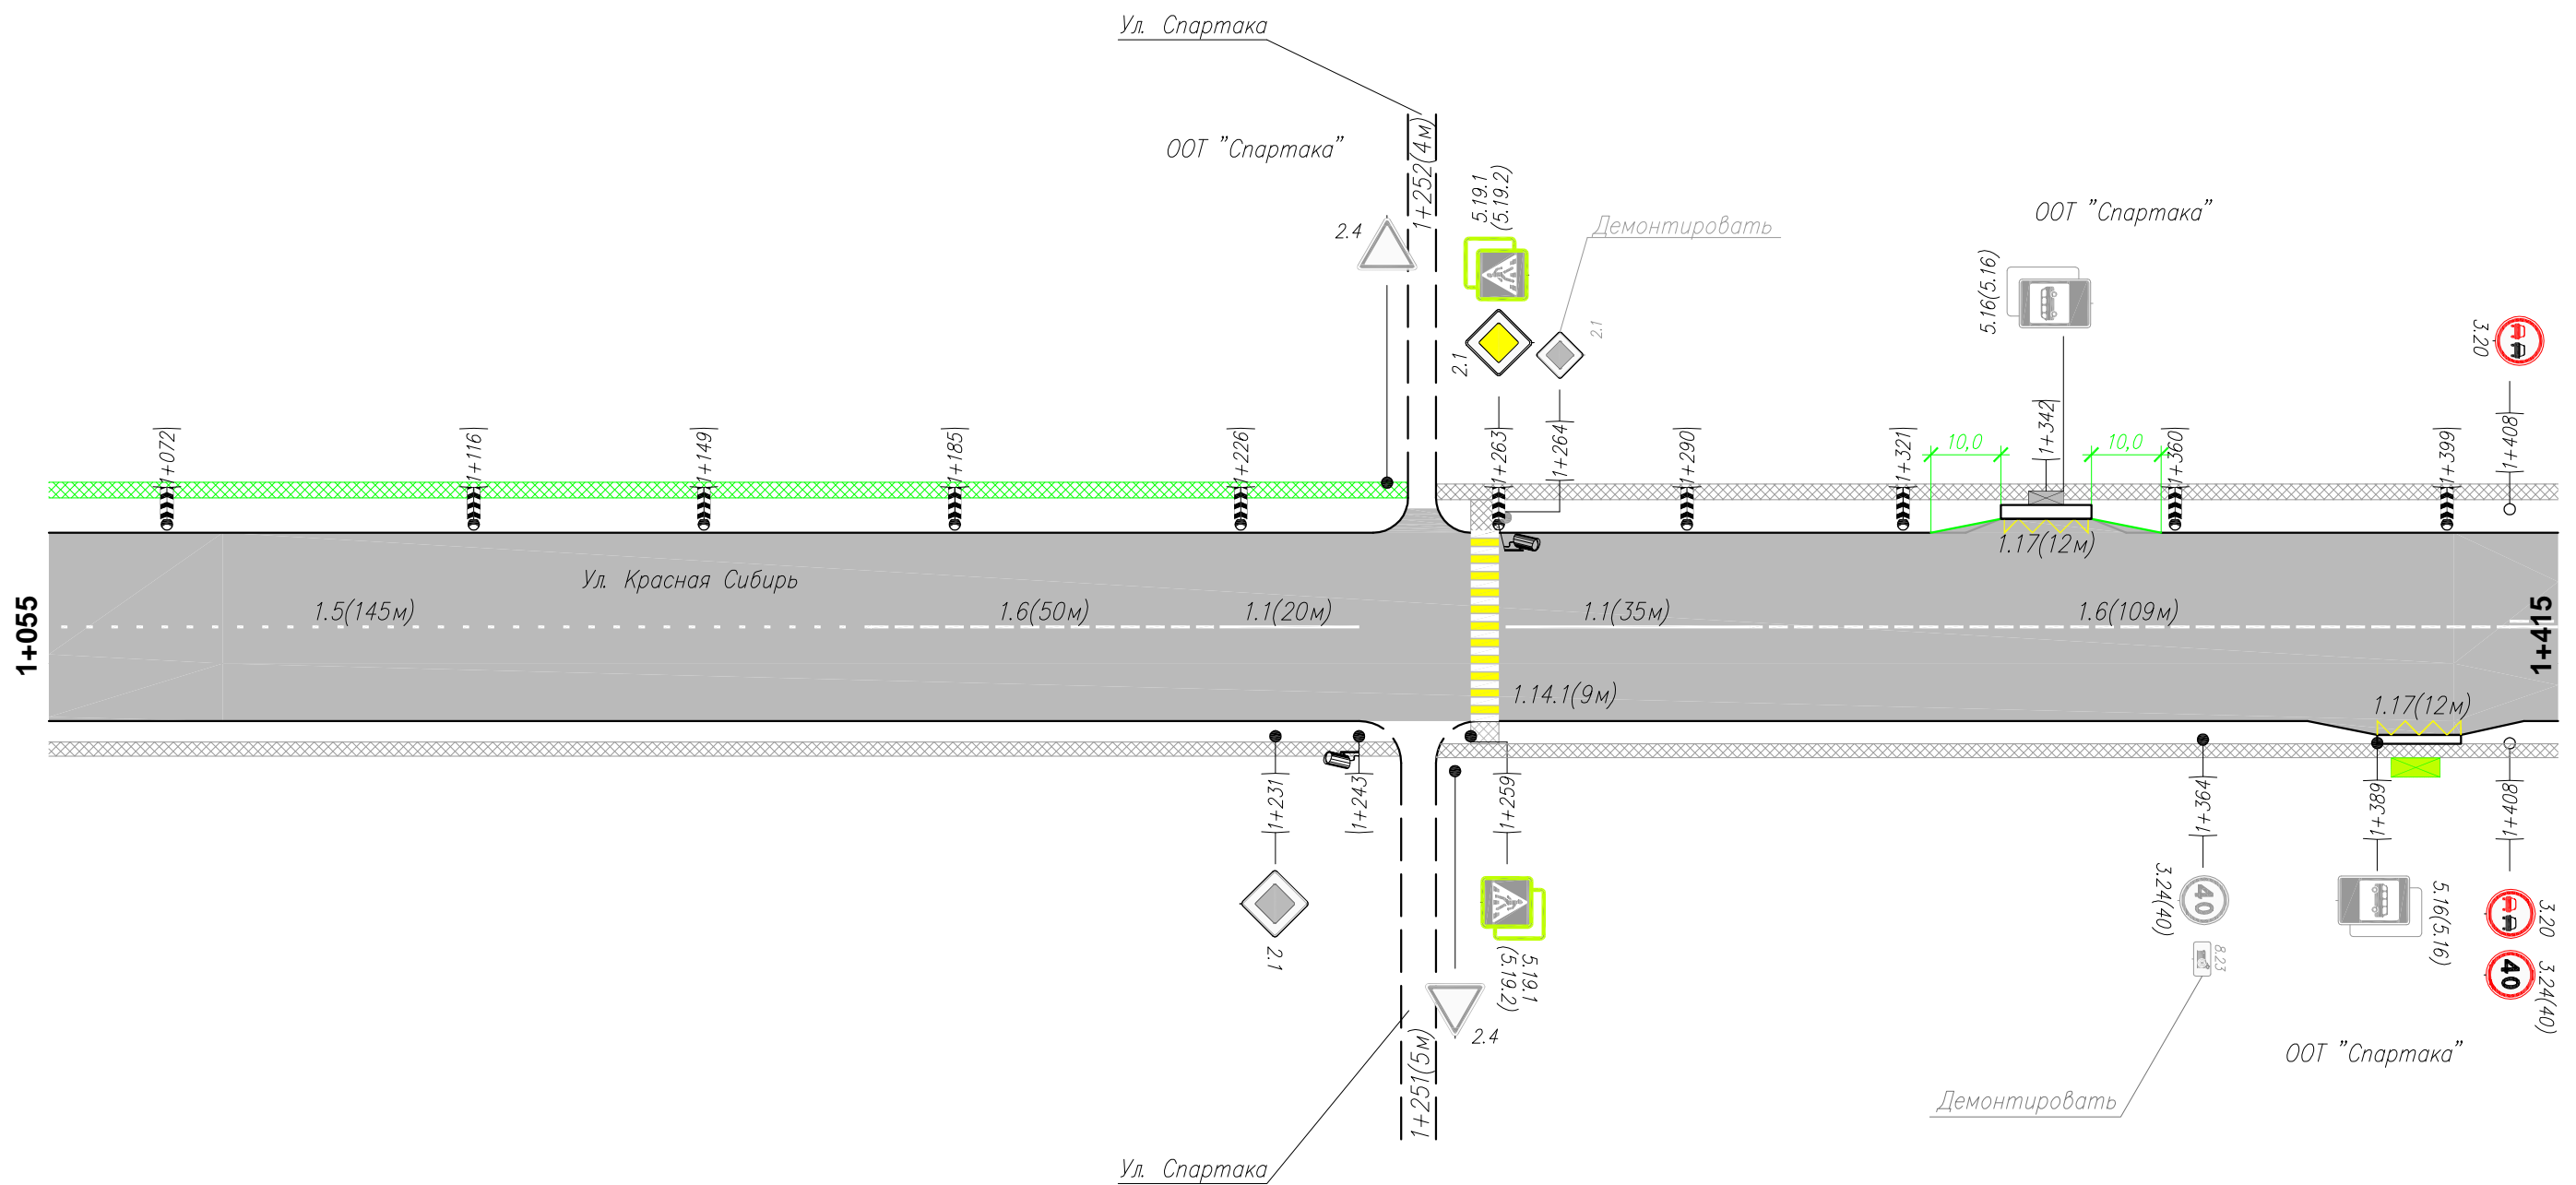 Ул. Спартака
ООТ "Спартака"
1+252(4м)
2.4
5.19.1
(5.19.2)
Демонтировать
2.1
2.1
ООТ "Спартака"
5.16(5.16)
3.20
1+072
1+116
1+149
1+185
1+226
1+263
1+264
1+290
1+321
10,0
1+342
10,0
1+360
1+399
1+408
1.17(12м)
Ул. Красная Сибирь
1+055
1.5(145м)
1.6(50м)
1.1(20м)
1.1(35м)
1.6(109м)
1+415
1.14.1(9м)
1.17(12м)
1+231
1+243
1+259
1+394
1+389
1+408
2.1
5.19.1
(5.19.2)
2.4
40
3.24(40)
8.23
5.16(5.16)
3.20
40
3.24(40)
ООТ "Спартака"
Демонтировать
1+251(5м)
Ул. Спартака